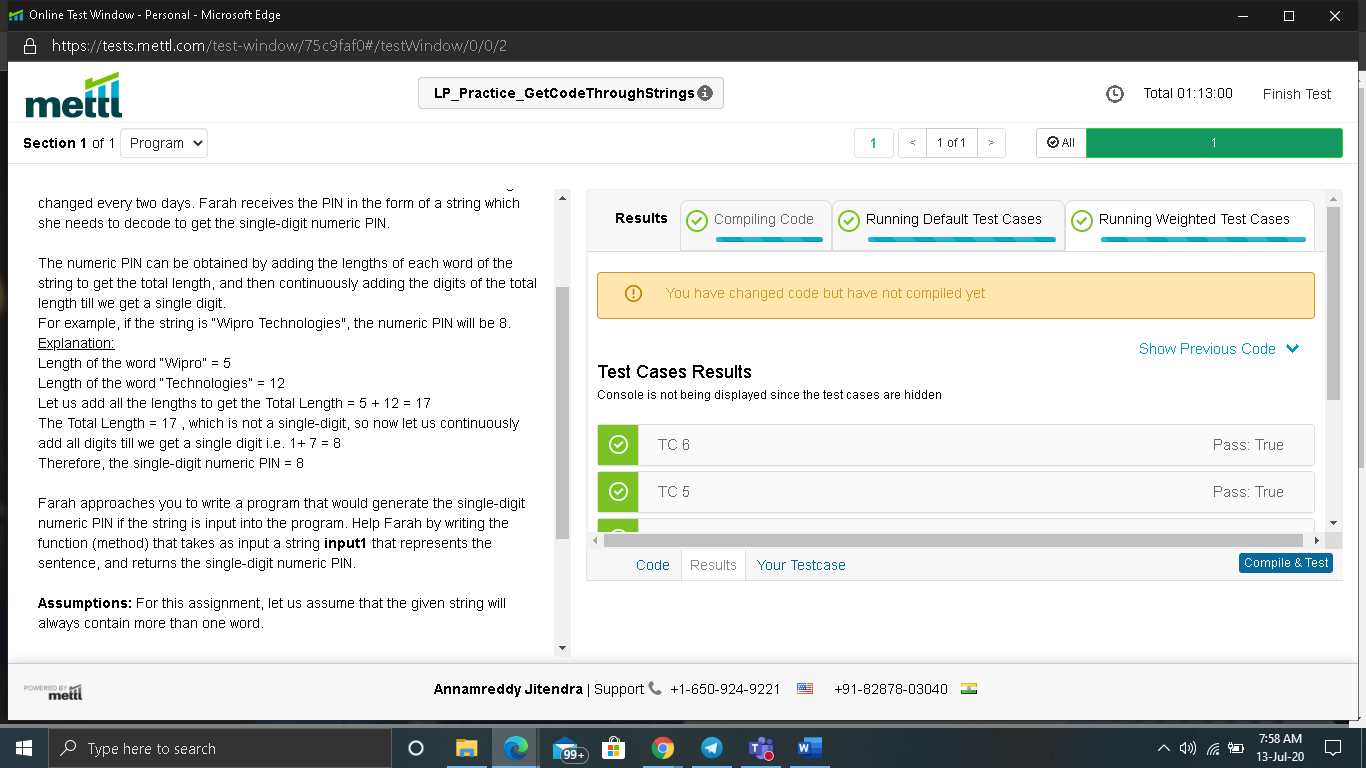 Online Test Window - Personal - Microsoft Edge
https://tests.mettl.com/test-window/75c9faf0#/testWindow/0/0/2
mettl
LP_Practice_GetCodeThroughStrings
Total 01:13:00
Finish Test
Section 1 of 1
Program
1
<
1 of 1
>
All
1
changed every two days. Farah receives the PIN in the form of a string which
she needs to decode to get the single-digit numeric PIN.
The numeric PIN can be obtained by adding the lengths of each word of the
string to get the total length, and then continuously adding the digits of the total
length till we get a single digit.
For example, if the string is "Wipro Technologies", the numeric PIN will be 8.
Explanation:
Length of the word "Wipro" = 5
Length of the word "Technologies" = 12
Let us add all the lengths to get the Total Length = 5 + 12 = 17
The Total Length = 17 , which is not a single-digit, so now let us continuously
add all digits till we get a single digit i.e. 1+ 7 = 8
Therefore, the single-digit numeric PIN = 8
Farah approaches you to write a program that would generate the single-digit
numeric PIN if the string is input into the program. Help Farah by writing the
function (method) that takes as input a string input1 that represents the
sentence, and returns the single-digit numeric PIN.
Assumptions: For this assignment, let us assume that the given string will
always contain more than one word.
Results
Compiling Code
Running Default Test Cases
Running Weighted Test Cases
You have changed code but have not compiled yet
Show Previous Code
Test Cases Results
Console is not being displayed since the test cases are hidden
TC 6
Pass: True
TC 5
Pass: True
Code
Results
Your Testcase
Compile & Test
POWERED BY
mettl
Annamreddy Jitendra | Support +1-650-924-9221
+91-82878-03040
Type here to search
99+
7:58 AM
13-Jul-20